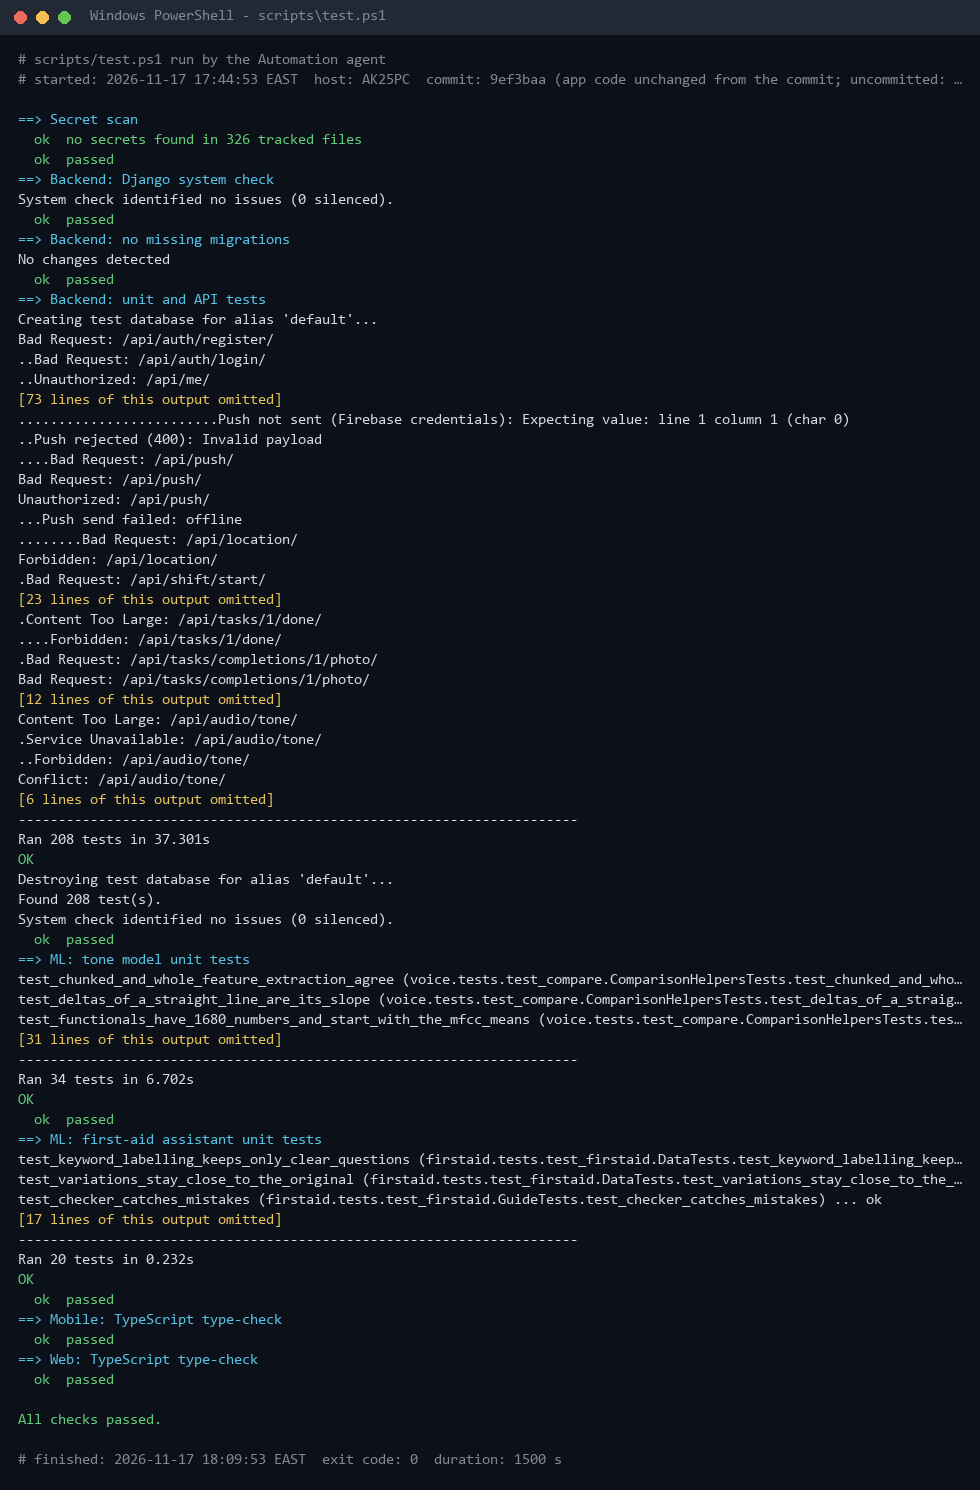 Windows PowerShell - scripts\test.ps1
# scripts/test.ps1 run by the Automation agent
# started: 2026-11-17 17:44:53 EAST  host: AK25PC  commit: 9ef3baa (app code unchanged from the commit; uncommitted: …
==> Secret scan
  ok  no secrets found in 326 tracked files
  ok  passed
==> Backend: Django system check
System check identified no issues (0 silenced).
  ok  passed
==> Backend: no missing migrations
No changes detected
  ok  passed
==> Backend: unit and API tests
Creating test database for alias 'default'...
Bad Request: /api/auth/register/
..Bad Request: /api/auth/login/
..Unauthorized: /api/me/
[73 lines of this output omitted]
.........................Push not sent (Firebase credentials): Expecting value: line 1 column 1 (char 0)
..Push rejected (400): Invalid payload
....Bad Request: /api/push/
Bad Request: /api/push/
Unauthorized: /api/push/
...Push send failed: offline
........Bad Request: /api/location/
Forbidden: /api/location/
.Bad Request: /api/shift/start/
[23 lines of this output omitted]
.Content Too Large: /api/tasks/1/done/
....Forbidden: /api/tasks/1/done/
.Bad Request: /api/tasks/completions/1/photo/
Bad Request: /api/tasks/completions/1/photo/
[12 lines of this output omitted]
Content Too Large: /api/audio/tone/
.Service Unavailable: /api/audio/tone/
..Forbidden: /api/audio/tone/
Conflict: /api/audio/tone/
[6 lines of this output omitted]
----------------------------------------------------------------------
Ran 208 tests in 37.301s
OK
Destroying test database for alias 'default'...
Found 208 test(s).
System check identified no issues (0 silenced).
  ok  passed
==> ML: tone model unit tests
test_chunked_and_whole_feature_extraction_agree (voice.tests.test_compare.ComparisonHelpersTests.test_chunked_and_who…
test_deltas_of_a_straight_line_are_its_slope (voice.tests.test_compare.ComparisonHelpersTests.test_deltas_of_a_straig…
test_functionals_have_1680_numbers_and_start_with_the_mfcc_means (voice.tests.test_compare.ComparisonHelpersTests.tes…
[31 lines of this output omitted]
----------------------------------------------------------------------
Ran 34 tests in 6.702s
OK
  ok  passed
==> ML: first-aid assistant unit tests
test_keyword_labelling_keeps_only_clear_questions (firstaid.tests.test_firstaid.DataTests.test_keyword_labelling_keep…
test_variations_stay_close_to_the_original (firstaid.tests.test_firstaid.DataTests.test_variations_stay_close_to_the_…
test_checker_catches_mistakes (firstaid.tests.test_firstaid.GuideTests.test_checker_catches_mistakes) ... ok
[17 lines of this output omitted]
----------------------------------------------------------------------
Ran 20 tests in 0.232s
OK
  ok  passed
==> Mobile: TypeScript type-check
  ok  passed
==> Web: TypeScript type-check
  ok  passed
All checks passed.
# finished: 2026-11-17 18:09:53 EAST  exit code: 0  duration: 1500 s